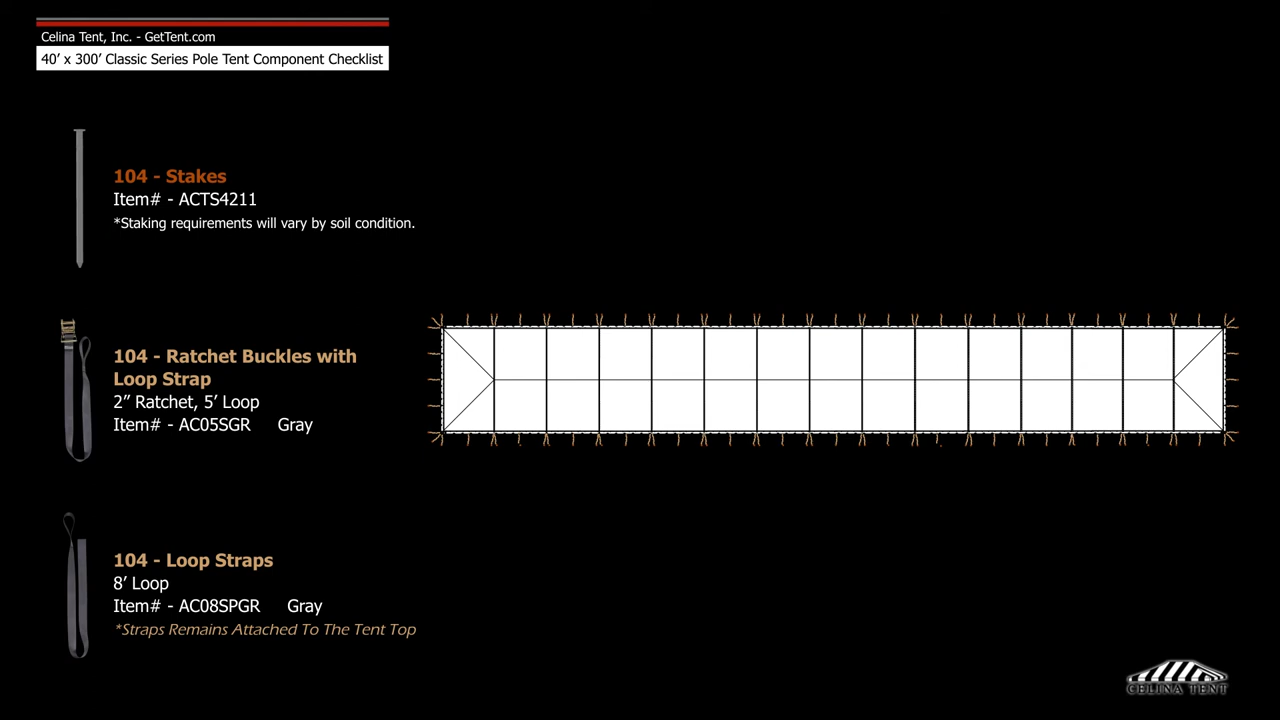 Celina Tent, Inc. - GetTent.com
40’ x 300’ Classic Series Pole Tent Component Checklist
104 - Stakes
Item# - ACTS4211
*Staking requirements will vary by soil condition.
104 - Ratchet Buckles with
Loop Strap
2” Ratchet, 5’ Loop
Item# - AC05SGR Gray
104 - Loop Straps
8’ Loop
Item# - AC08SPGR Gray
*Straps Remains Attached To The Tent Top
CELINA TENT